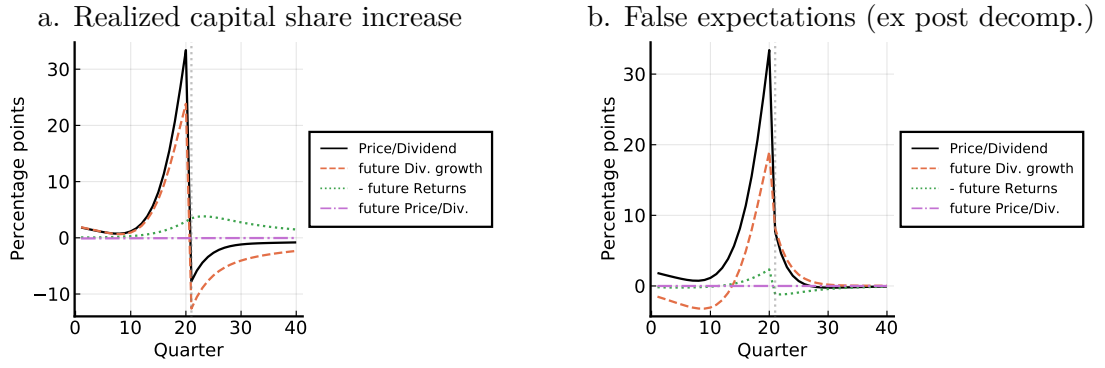 a. Realized capital share increase
Percentage points
30
20
10
0
−10
0 10 20 30 40
Quarter
Price/Dividend
future Div. growth
- future Returns
future Price/Div.
b. False expectations (ex post decomp.)
Percentage points
30
20
10
0
0 10 20 30 40
Quarter
Price/Dividend
future Div. growth
- future Returns
future Price/Div.